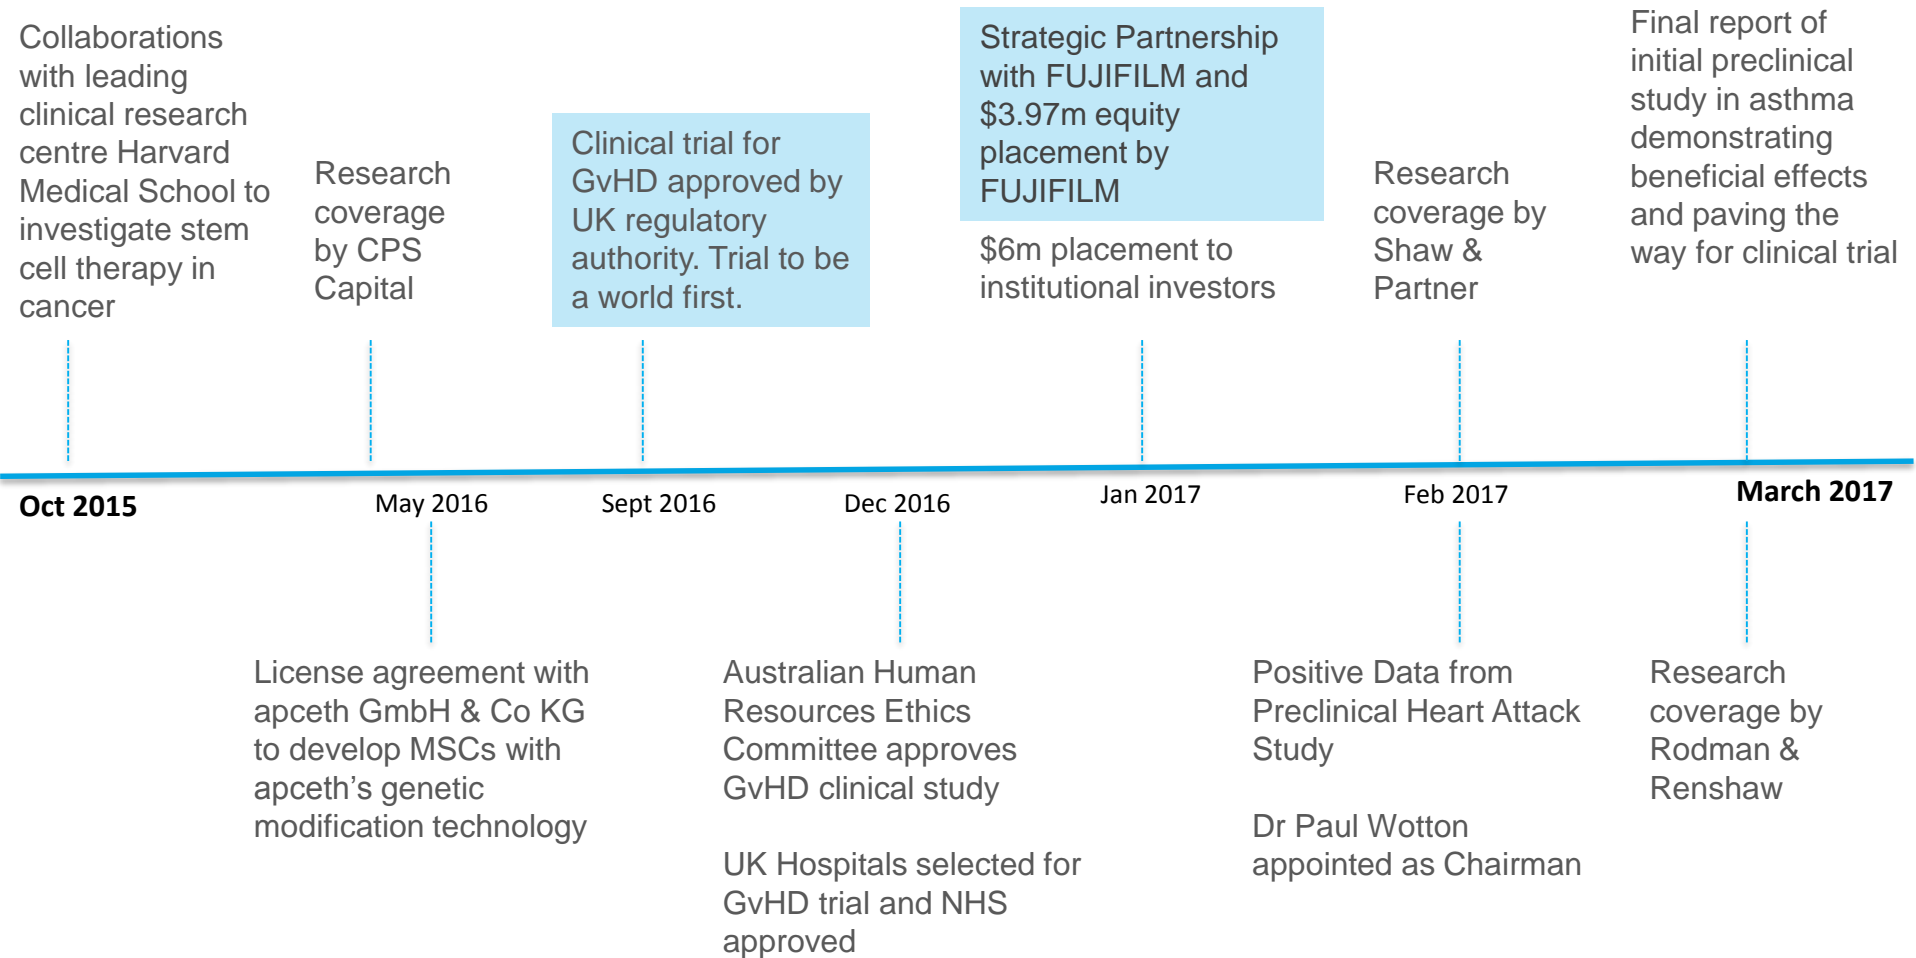 Collaborations
with leading
clinical research
centre Harvard
Medical School to
investigate stem
cell therapy in
cancer
Research
coverage
by CPS
Capital
Clinical trial for
GvHD approved by
UK regulatory
authority. Trial to be
a world first.
Strategic Partnership
with FUJIFILM and
$3.97m equity
placement by
FUJIFILM
$6m placement to
institutional investors
Research
coverage by
Shaw &
Partner
Final report of
initial preclinical
study in asthma
demonstrating
beneficial effects
and paving the
way for clinical trial
Oct 2015
May 2016
Sept 2016
Dec 2016
Jan 2017
Feb 2017
March 2017
License agreement with
apceth GmbH & Co KG
to develop MSCs with
apceth’s genetic
modification technology
Australian Human
Resources Ethics
Committee approves
GvHD clinical study
UK Hospitals selected for
GvHD trial and NHS
approved
Positive Data from
Preclinical Heart Attack
Study
Dr Paul Wotton
appointed as Chairman
Research
coverage by
Rodman &
Renshaw